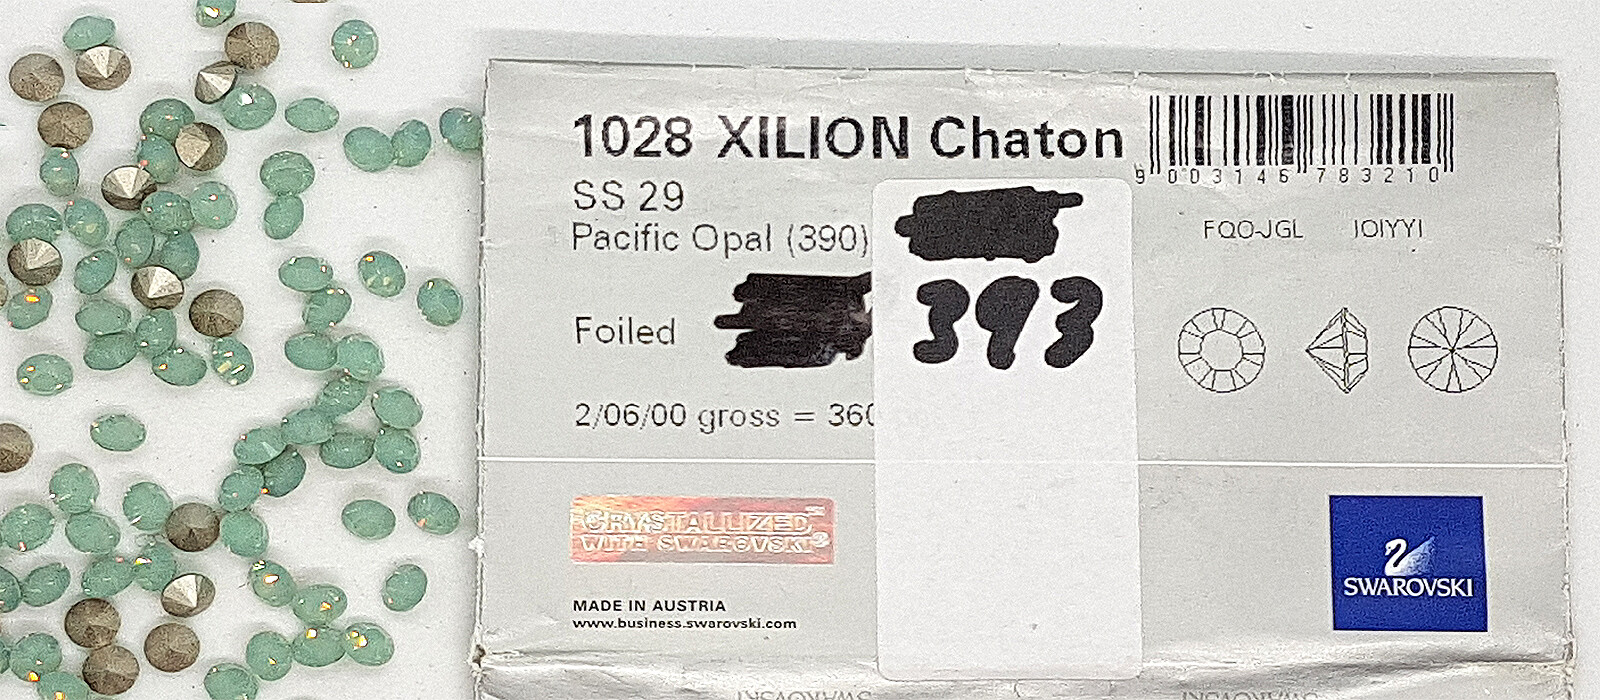 1028 XILION Chaton
SS 29
Pacific Opal (390)
9 003146 783210
FQO-JGL IOIYYI
393
Foiled
2/06/00 gross = 360
CRYSTALLIZED™
WITH SWAROVSKI®
SWAROVSKI
MADE IN AUSTRIA
www.business.swarovski.com